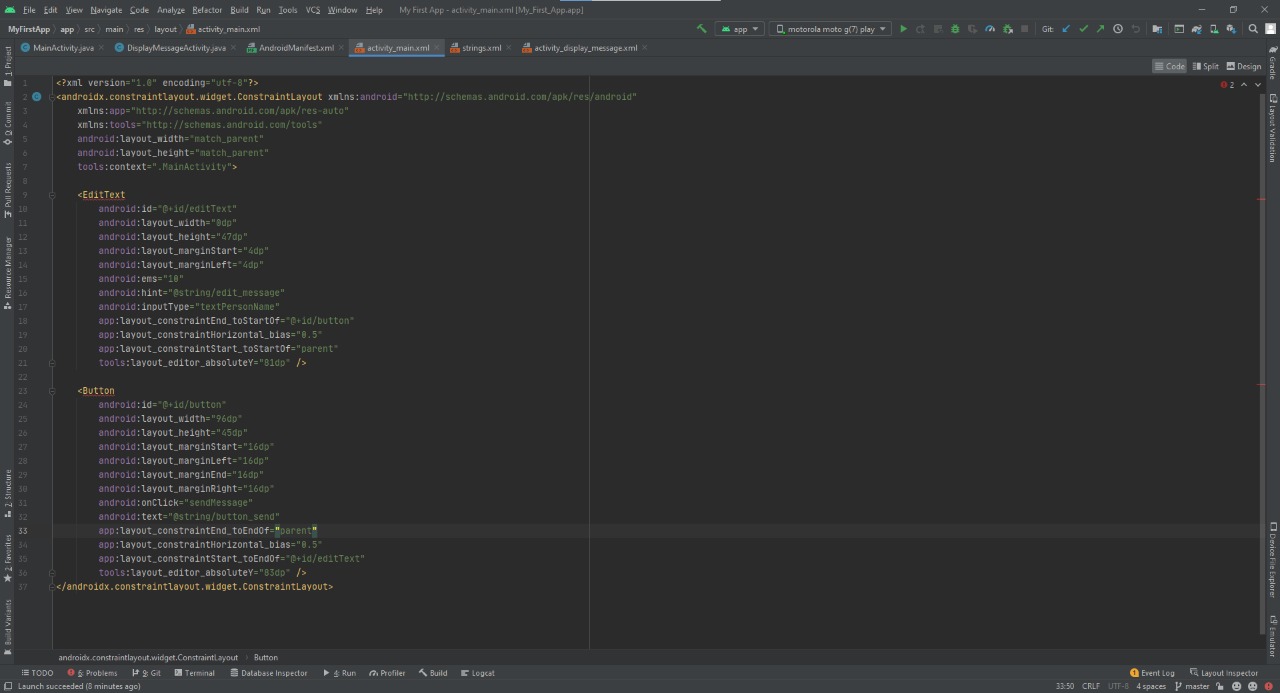 File Edit View Navigate Code Analyze Refactor Build Run Tools VCS Window Help My First App - activity_main.xml [My_First_App.app]
MyFirstApp app src main res layout activity_main.xml app motorola moto g(7) play Git:
MainActivity.java DisplayMessageActivity.java AndroidManifest.xml activity_main.xml strings.xml activity_display_message.xml
Code Split Design
2
1 <?xml version="1.0" encoding="utf-8"?>
2 <androidx.constraintlayout.widget.ConstraintLayout xmlns:android="http://schemas.android.com/apk/res/android"
3 xmlns:app="http://schemas.android.com/apk/res-auto"
4 xmlns:tools="http://schemas.android.com/tools"
5 android:layout_width="match_parent"
6 android:layout_height="match_parent"
7 tools:context=".MainActivity">
8
9 <EditText
10 android:id="@+id/editText"
11 android:layout_width="0dp"
12 android:layout_height="47dp"
13 android:layout_marginStart="4dp"
14 android:layout_marginLeft="4dp"
15 android:ems="10"
16 android:hint="@string/edit_message"
17 android:inputType="textPersonName"
18 app:layout_constraintEnd_toStartOf="@+id/button"
19 app:layout_constraintHorizontal_bias="0.5"
20 app:layout_constraintStart_toStartOf="parent"
21 tools:layout_editor_absoluteY="81dp" />
22
23 <Button
24 android:id="@+id/button"
25 android:layout_width="96dp"
26 android:layout_height="45dp"
27 android:layout_marginStart="16dp"
28 android:layout_marginLeft="16dp"
29 android:layout_marginEnd="16dp"
30 android:layout_marginRight="16dp"
31 android:onClick="sendMessage"
32 android:text="@string/button_send"
33 app:layout_constraintEnd_toEndOf="parent"
34 app:layout_constraintHorizontal_bias="0.5"
35 app:layout_constraintStart_toEndOf="@+id/editText"
36 tools:layout_editor_absoluteY="83dp" />
37 </androidx.constraintlayout.widget.ConstraintLayout>
1: Project
0: Commit
Pull Requests
Resource Manager
7: Structure
2: Favorites
Build Variants
Gradle
Layout Validation
Device File Explorer
Emulator
androidx.constraintlayout.widget.ConstraintLayout Button
TODO 6: Problems 9: Git Terminal Database Inspector 4: Run Profiler Build Logcat 1 Event Log Layout Inspector
Launch succeeded (8 minutes ago) 33:50 CRLF UTF-8 4 spaces master